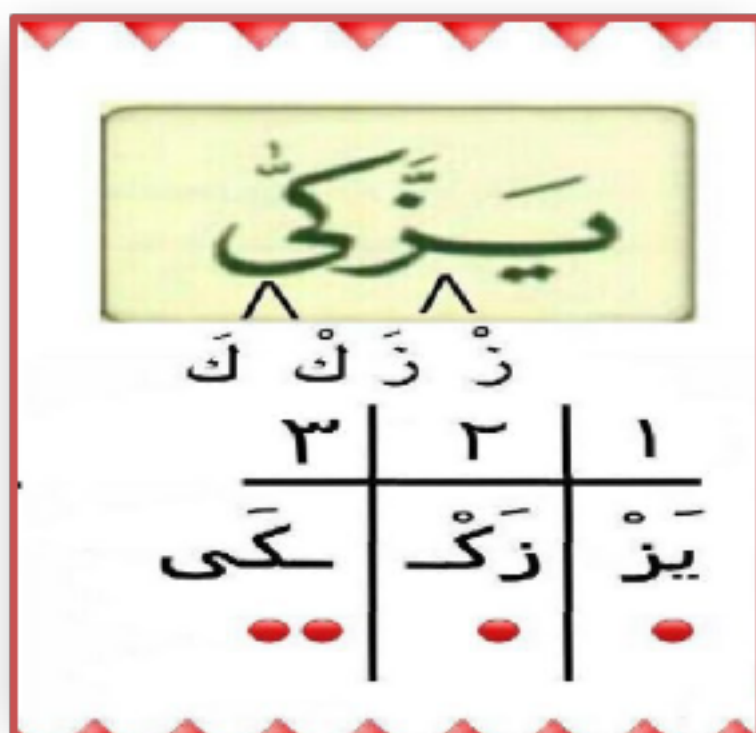 يَزَّكَّىٰ
زْ زَ كْ كَ
١ ٢ ٣
يَزْ زَكْـ ـكَى